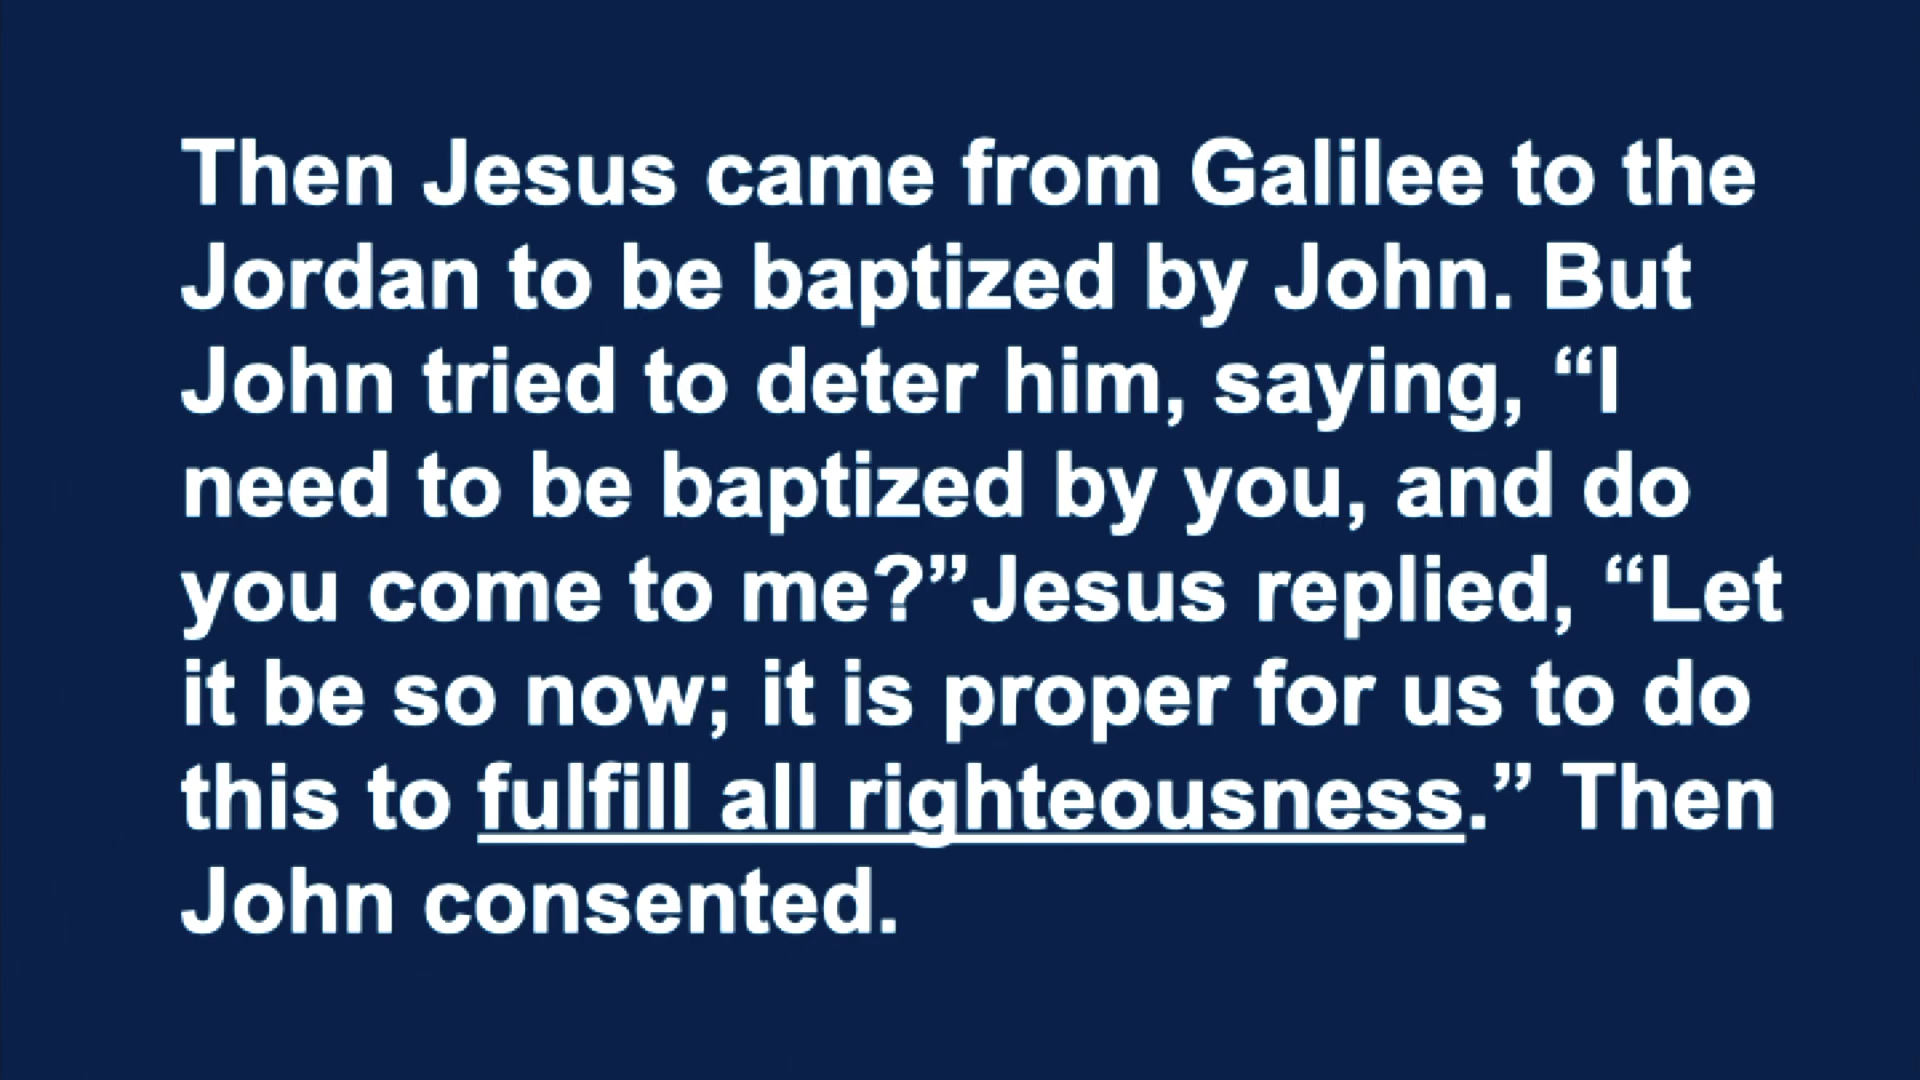 Then Jesus came from Galilee to the
Jordan to be baptized by John. But
John tried to deter him, saying, “I
need to be baptized by you, and do
you come to me?”Jesus replied, “Let
it be so now; it is proper for us to do
this to fulfill all righteousness.” Then
John consented.